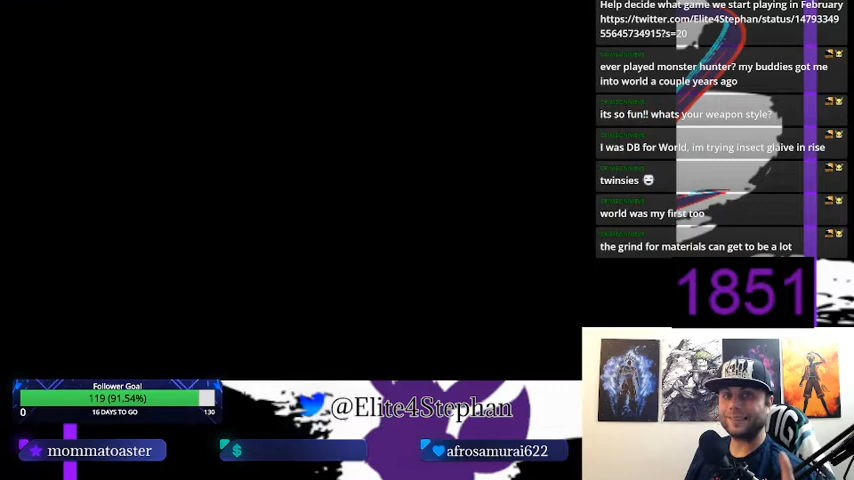 Help decide what game we start playing in February
https://twitter.com/Elite4Stephan/status/14793349
55645734915?s=20
ever played monster hunter? my buddies got me
into world a couple years ago
its so fun!! whats your weapon style?
I was DB for World, im trying insect glaive in rise
twinsies
world was my first too
the grind for materials can get to be a lot
1851
Follower Goal
119 (91.54%)
0 16 DAYS TO GO 130
@Elite4Stephan
mommatoaster
$
afrosamurai622